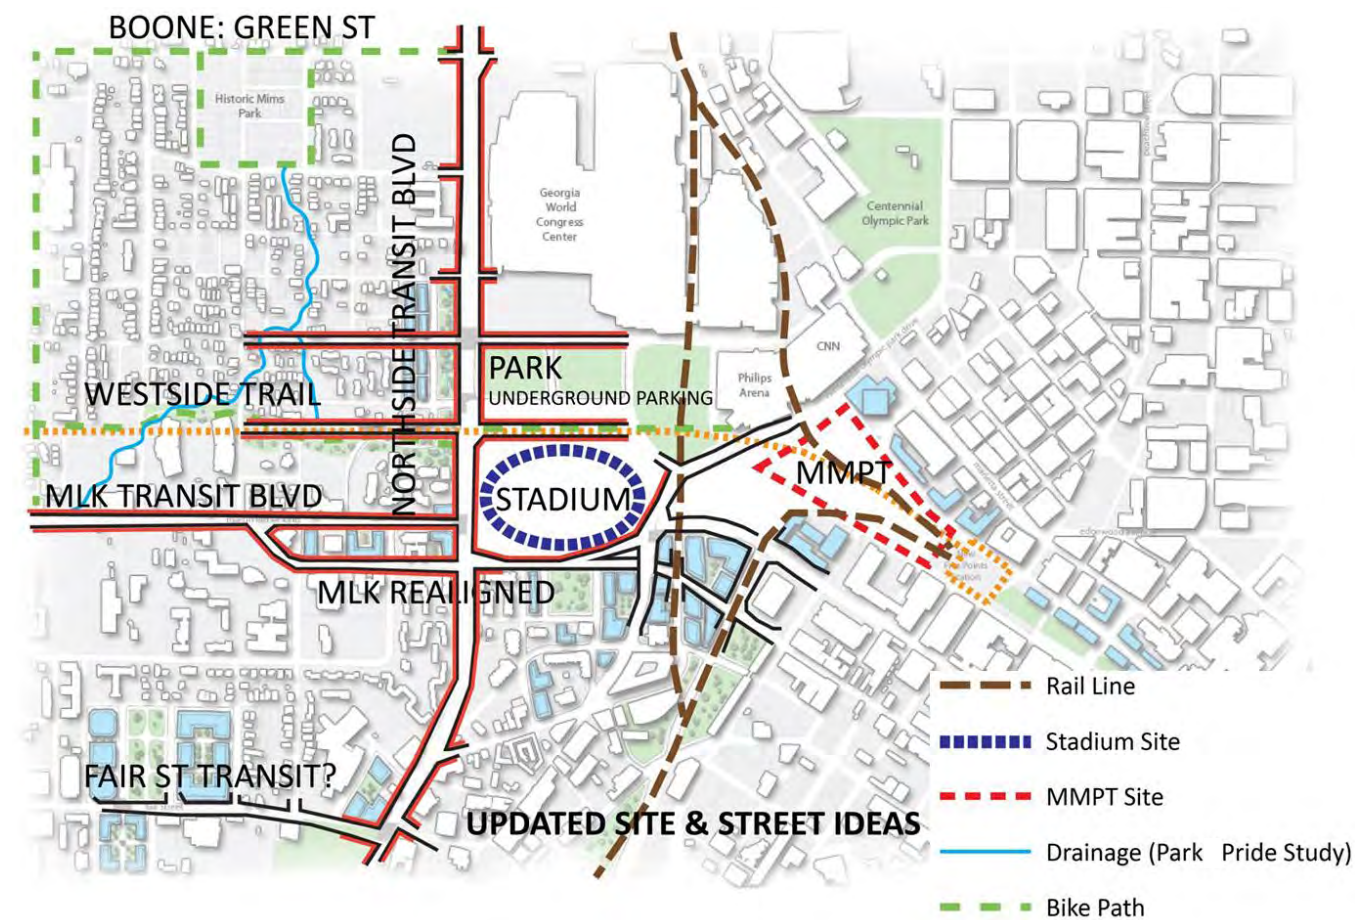 BOONE: GREEN ST
Historic Mims
Park
NORTHSIDE TRANSIT BLVD
Georgia
World
Congress
Center
Centennial
Olympic Park
CNN
Philips
Arena
PARK
UNDERGROUND PARKING
WESTSIDE TRAIL
MLK TRANSIT BLVD
STADIUM
MMPT
MLK REALIGNED
FAIR ST TRANSIT?
UPDATED SITE & STREET IDEAS
Rail Line
Stadium Site
MMPT Site
Drainage (Park Pride Study)
Bike Path